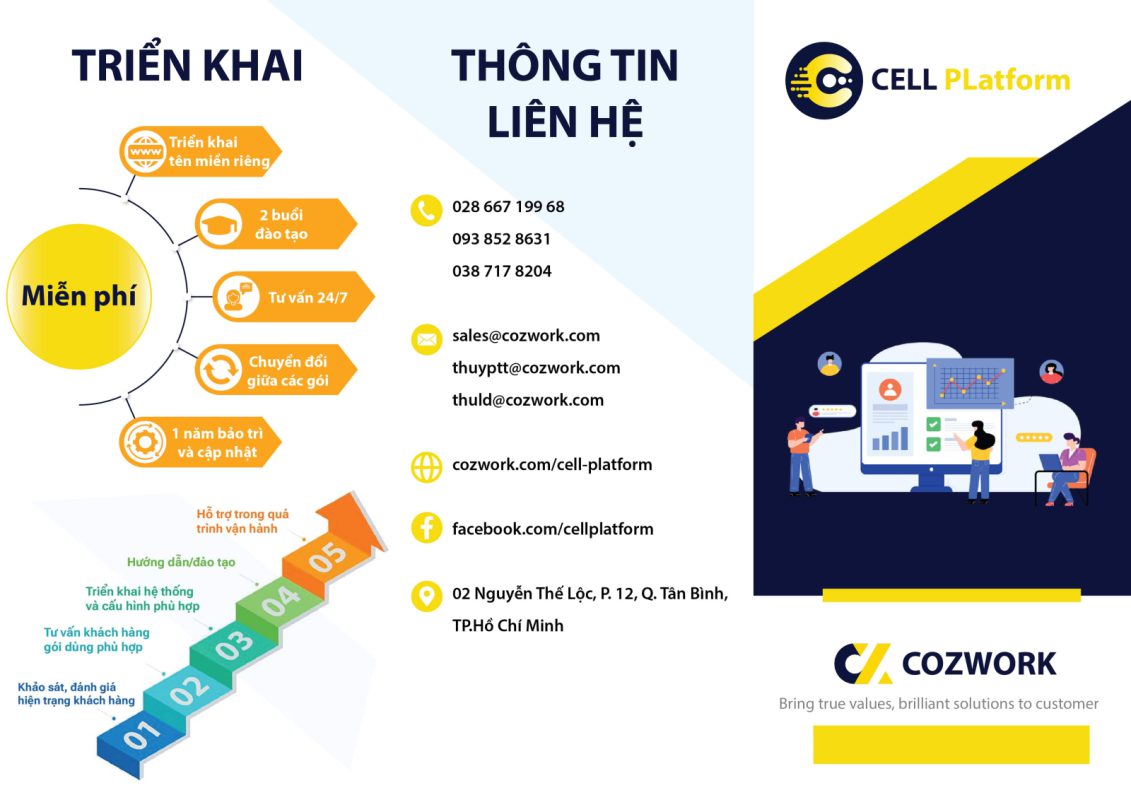 TRIỂN KHAI
Triển khai
tên miền riêng
WWW
2 buổi
đào tạo
Miễn phí
Tư vấn 24/7
Chuyển đổi
giữa các gói
1 năm bảo trì
và cập nhật
Hỗ trợ trong quá
trình vận hành
05
Hướng dẫn/đào tạo
04
Triển khai hệ thống
và cấu hình phù hợp
03
Tư vấn khách hàng
gói dùng phù hợp
02
Khảo sát, đánh giá
hiện trạng khách hàng
01
THÔNG TIN
LIÊN HỆ
028 667 199 68
093 852 8631
038 717 8204
sales@cozwork.com
thuyptt@cozwork.com
thuld@cozwork.com
cozwork.com/cell-platform
facebook.com/cellplatform
02 Nguyễn Thế Lộc, P. 12, Q. Tân Bình,
TP.Hồ Chí Minh
CELL PLatform
COZWORK
Bring true values, brilliant solutions to customer